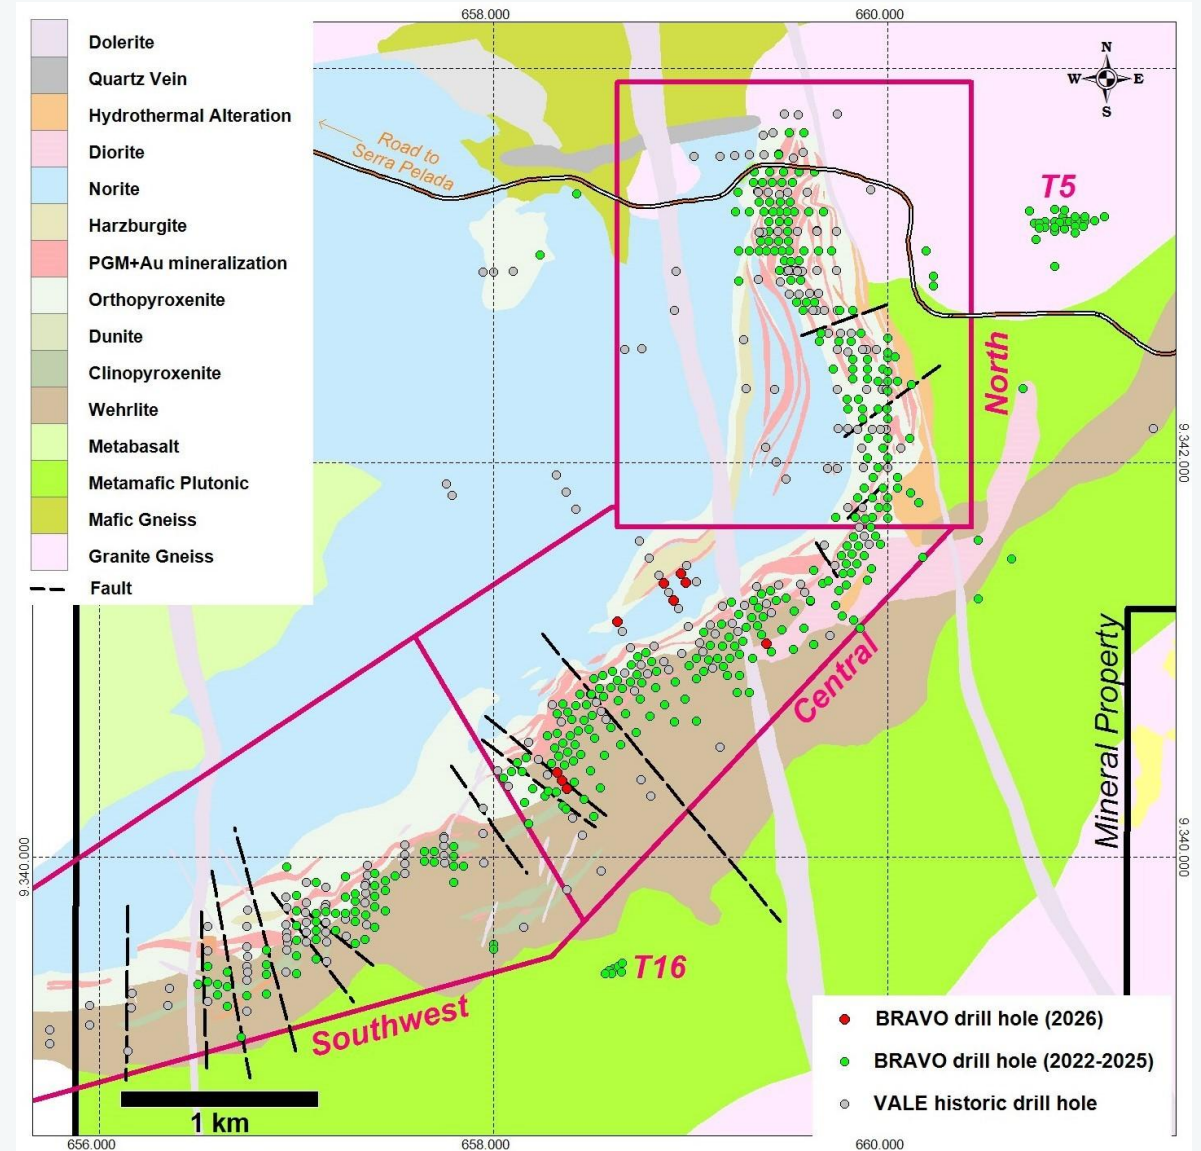 658.000
660.000
Dolerite
Quartz Vein
Hydrothermal Alteration
Diorite
Norite
Harzburgite
PGM+Au mineralization
Orthopyroxenite
Dunite
Clinopyroxenite
Wehrlite
Metabasalt
Metamafic Plutonic
Mafic Gneiss
Granite Gneiss
Fault
Road to
Serra Pelada
N
W E
S
T5
North
9.342.000
Central
Mineral Property
9.340.000
9.340.000
T16
Southwest
1 km
BRAVO drill hole (2026)
BRAVO drill hole (2022-2025)
VALE historic drill hole
656.000
658.000
660.000